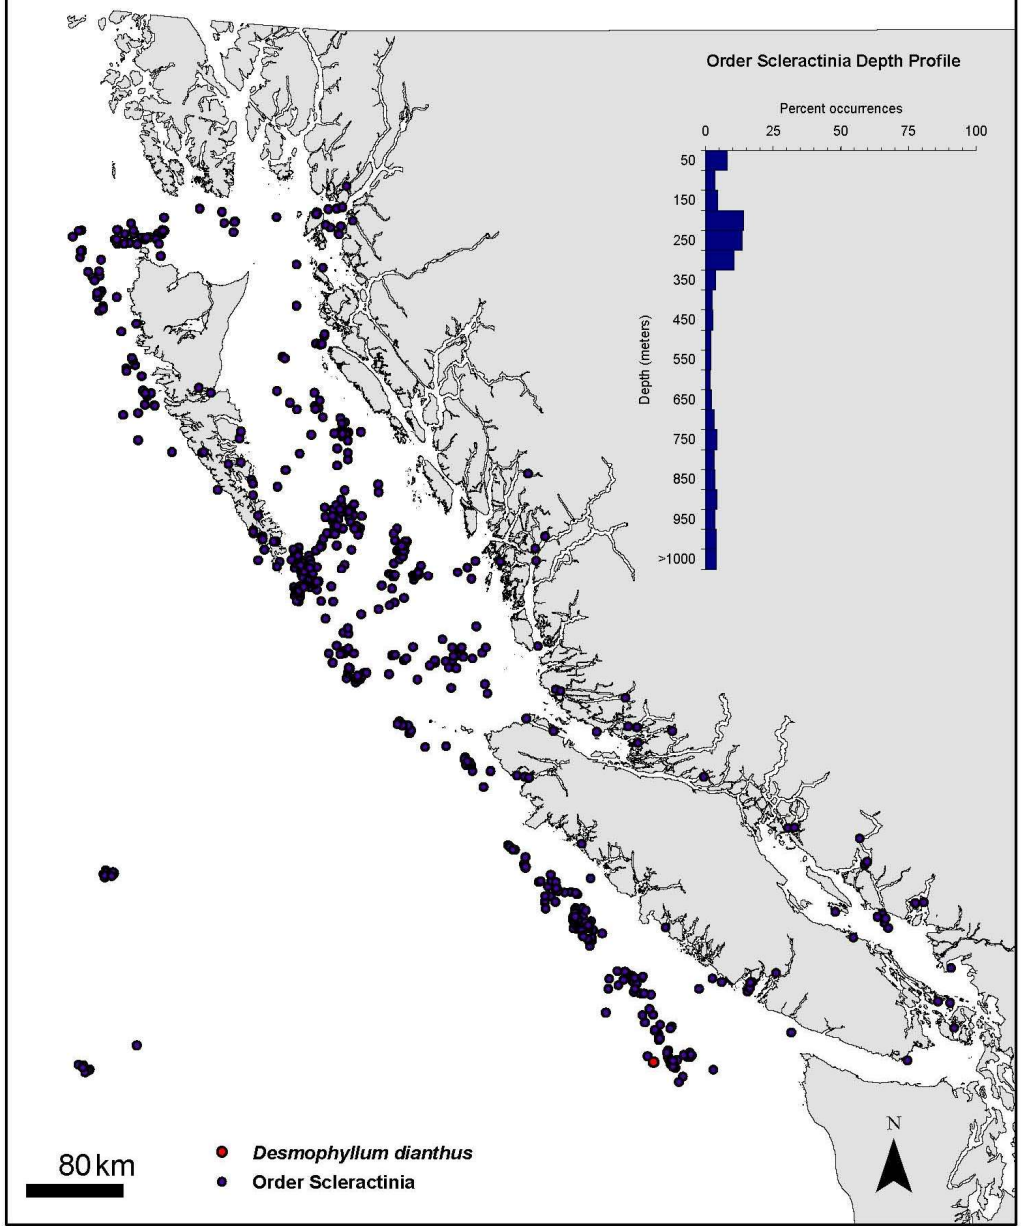 Order Scleractinia Depth Profile
Percent occurrences
0 25 50 75 100
50
150
250
350
450
550
650
750
850
950
>1000
Depth (meters)
N
80 km
Desmophyllum dianthus
Order Scleractinia